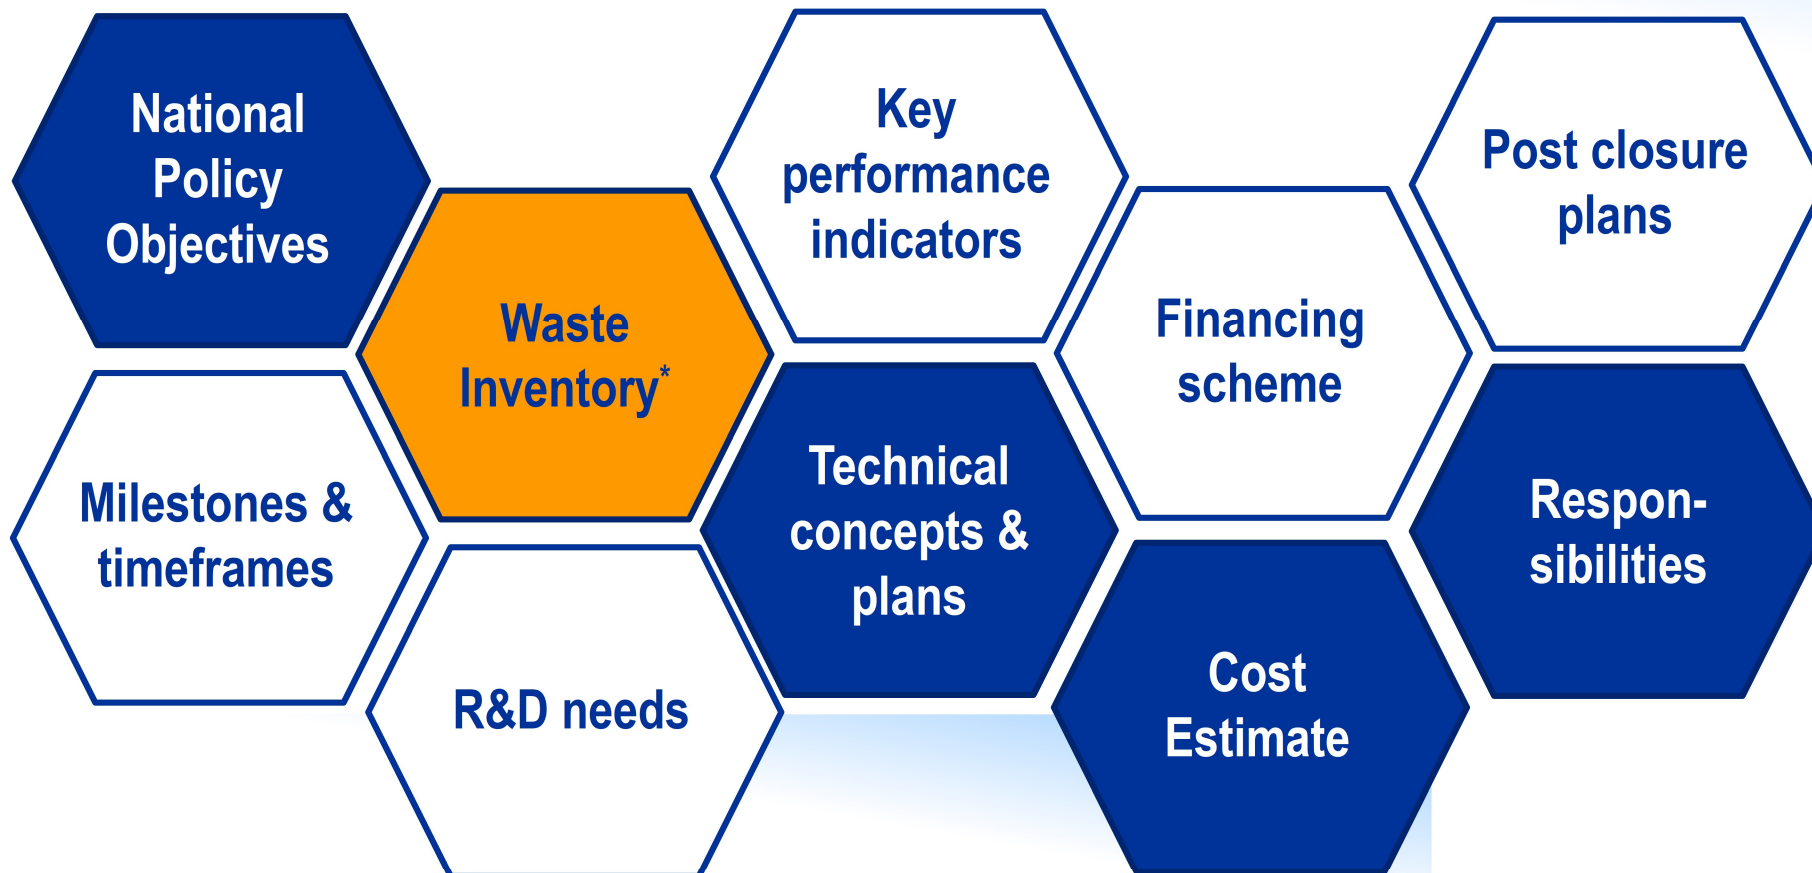 National
Policy
Objectives
Waste
Inventory*
Key
performance
indicators
Financing
scheme
Post closure
plans
Milestones &
timeframes
R&D needs
Technical
concepts &
plans
Cost
Estimate
Respon-
sibilities